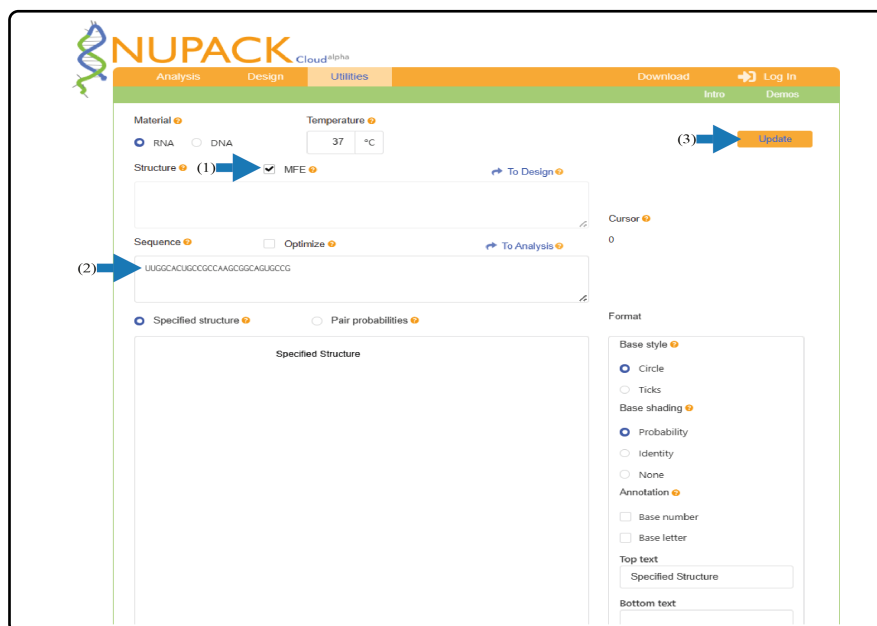 NUPACK Cloud alpha
Analysis Design Utilities Download Log In
Intro Demos
Material ? Temperature ?
RNA DNA 37 °C
(3) Update
Structure ? (1) MFE ? To Design ?
Cursor ?
0
Sequence ? Optimize ? To Analysis ?
(2) UUGGCACUGCCGCCAAGCGGCAGUGCCG
Specified structure ? Pair probabilities ? Format
Specified Structure
Base style ?
Circle
Ticks
Base shading ?
Probability
Identity
None
Annotation ?
Base number
Base letter
Top text
Specified Structure
Bottom text